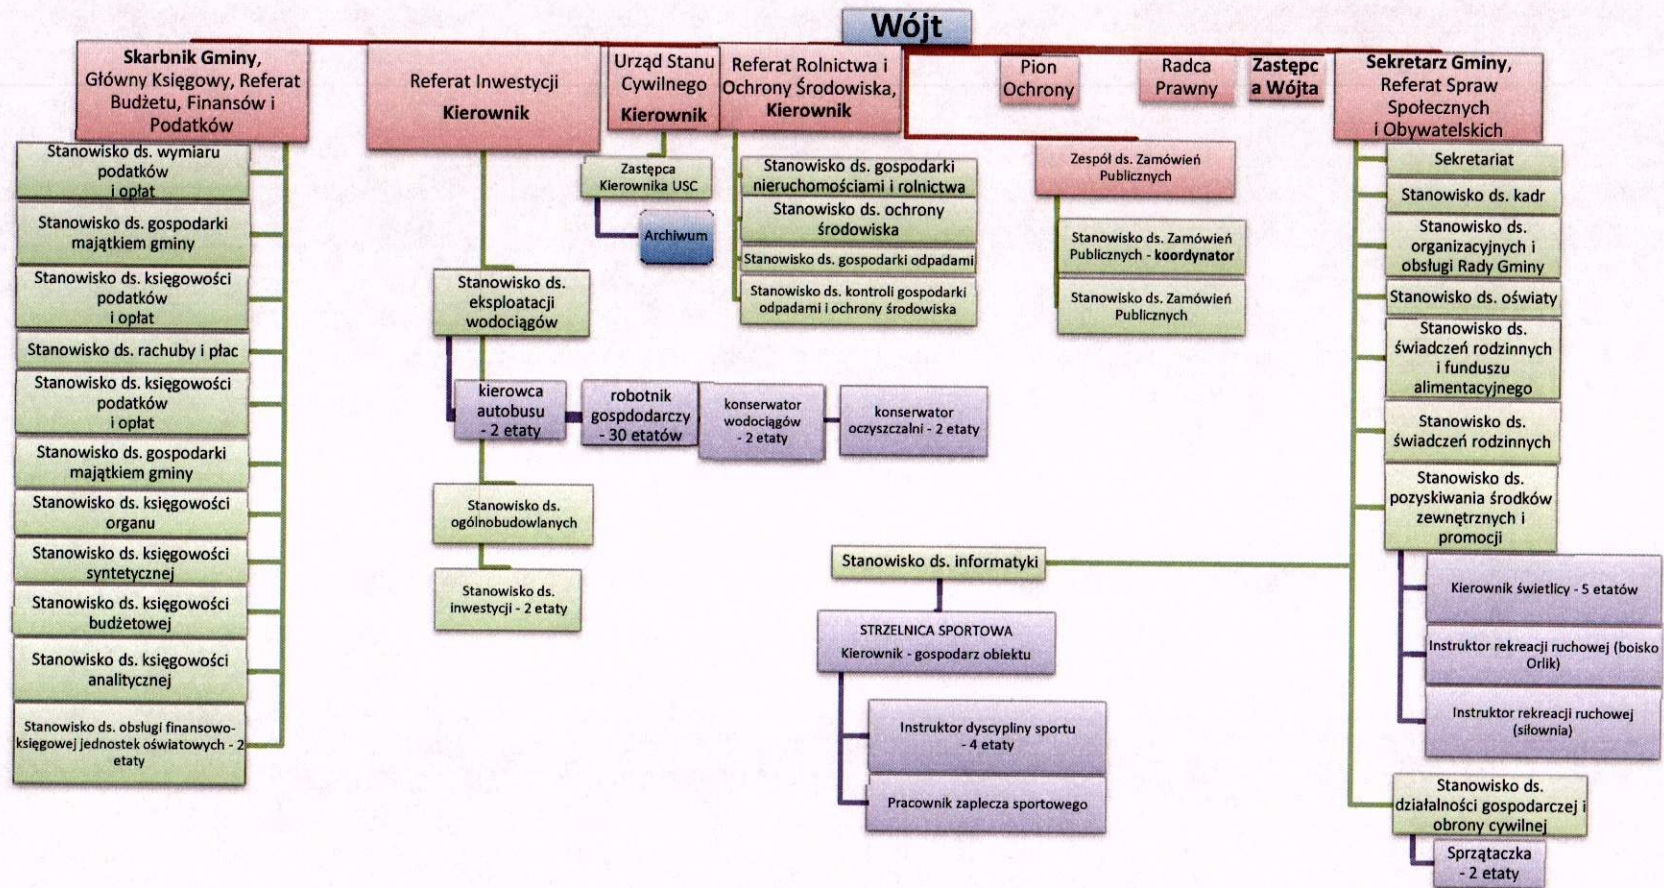 Wójt
Skarbnik Gminy,
Główny Księgowy, Referat
Budżetu, Finansów i
Podatków
Stanowisko ds. wymiaru
podatków
i opłat
Stanowisko ds. gospodarki
majątkiem gminy
Stanowisko ds. księgowości
podatków
i opłat
Stanowisko ds. rachuby i płac
Stanowisko ds. księgowości
podatków
i opłat
Stanowisko ds. gospodarki
majątkiem gminy
Stanowisko ds. księgowości
organu
Stanowisko ds. księgowości
syntetycznej
Stanowisko ds. księgowości
budżetowej
Stanowisko ds. księgowości
analitycznej
Stanowisko ds. obsługi finansowo-
księgowej jednostek oświatowych - 2
etaty
Referat Inwestycji
Kierownik
Stanowisko ds.
eksploatacji
wodociągów
kierowca
autobusu
- 2 etaty
robotnik
gospdodarczy
- 30 etatów
konserwator
wodociągów
- 2 etaty
konserwator
oczyszczalni - 2 etaty
Stanowisko ds.
ogólnobudowlanych
Stanowisko ds.
inwestycji - 2 etaty
Urząd Stanu
Cywilnego
Kierownik
Zastępca
Kierownika USC
Archiwum
Referat Rolnictwa i
Ochrony Środowiska,
Kierownik
Stanowisko ds. gospodarki
nieruchomościami i rolnictwa
Stanowisko ds. ochrony
środowiska
Stanowisko ds. gospodarki odpadami
Stanowisko ds. kontroli gospodarki
odpadami i ochrony środowiska
Pion
Ochrony
Radca
Prawny
Zastępc
a Wójta
Zespół ds. Zamówień
Publicznych
Stanowisko ds. Zamówień
Publicznych - koordynator
Stanowisko ds. Zamówień
Publicznych
Sekretarz Gminy,
Referat Spraw
Społecznych
i Obywatelskich
Sekretariat
Stanowisko ds. kadr
Stanowisko ds.
organizacyjnych i
obsługi Rady Gminy
Stanowisko ds. oświaty
Stanowisko ds.
świadczeń rodzinnych
i funduszu
alimentacyjnego
Stanowisko ds.
świadczeń rodzinnych
Stanowisko ds.
pozyskiwania środków
zewnętrznych i
promocji
Kierownik świetlicy - 5 etatów
Instruktor rekreacji ruchowej (boisko
Orlik)
Instruktor rekreacji ruchowej
(siłownia)
Stanowisko ds. informatyki
STRZELNICA SPORTOWA
Kierownik - gospodarz obiektu
Instruktor dyscypliny sportu
- 4 etaty
Pracownik zaplecza sportowego
Stanowisko ds.
działalności gospodarczej i
obrony cywilnej
Sprzątaczka
- 2 etaty